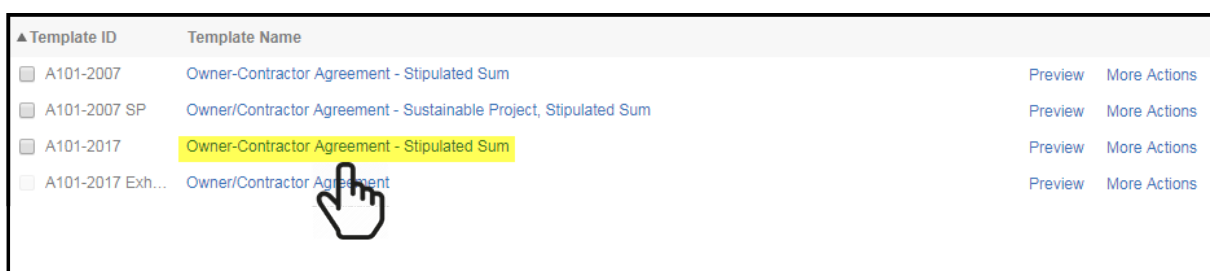 ▲Template ID Template Name
A101-2007 Owner-Contractor Agreement - Stipulated Sum Preview More Actions
A101-2007 SP Owner/Contractor Agreement - Sustainable Project, Stipulated Sum Preview More Actions
A101-2017 Owner-Contractor Agreement - Stipulated Sum Preview More Actions
A101-2017 Exh... Owner/Contractor Agreement Preview More Actions